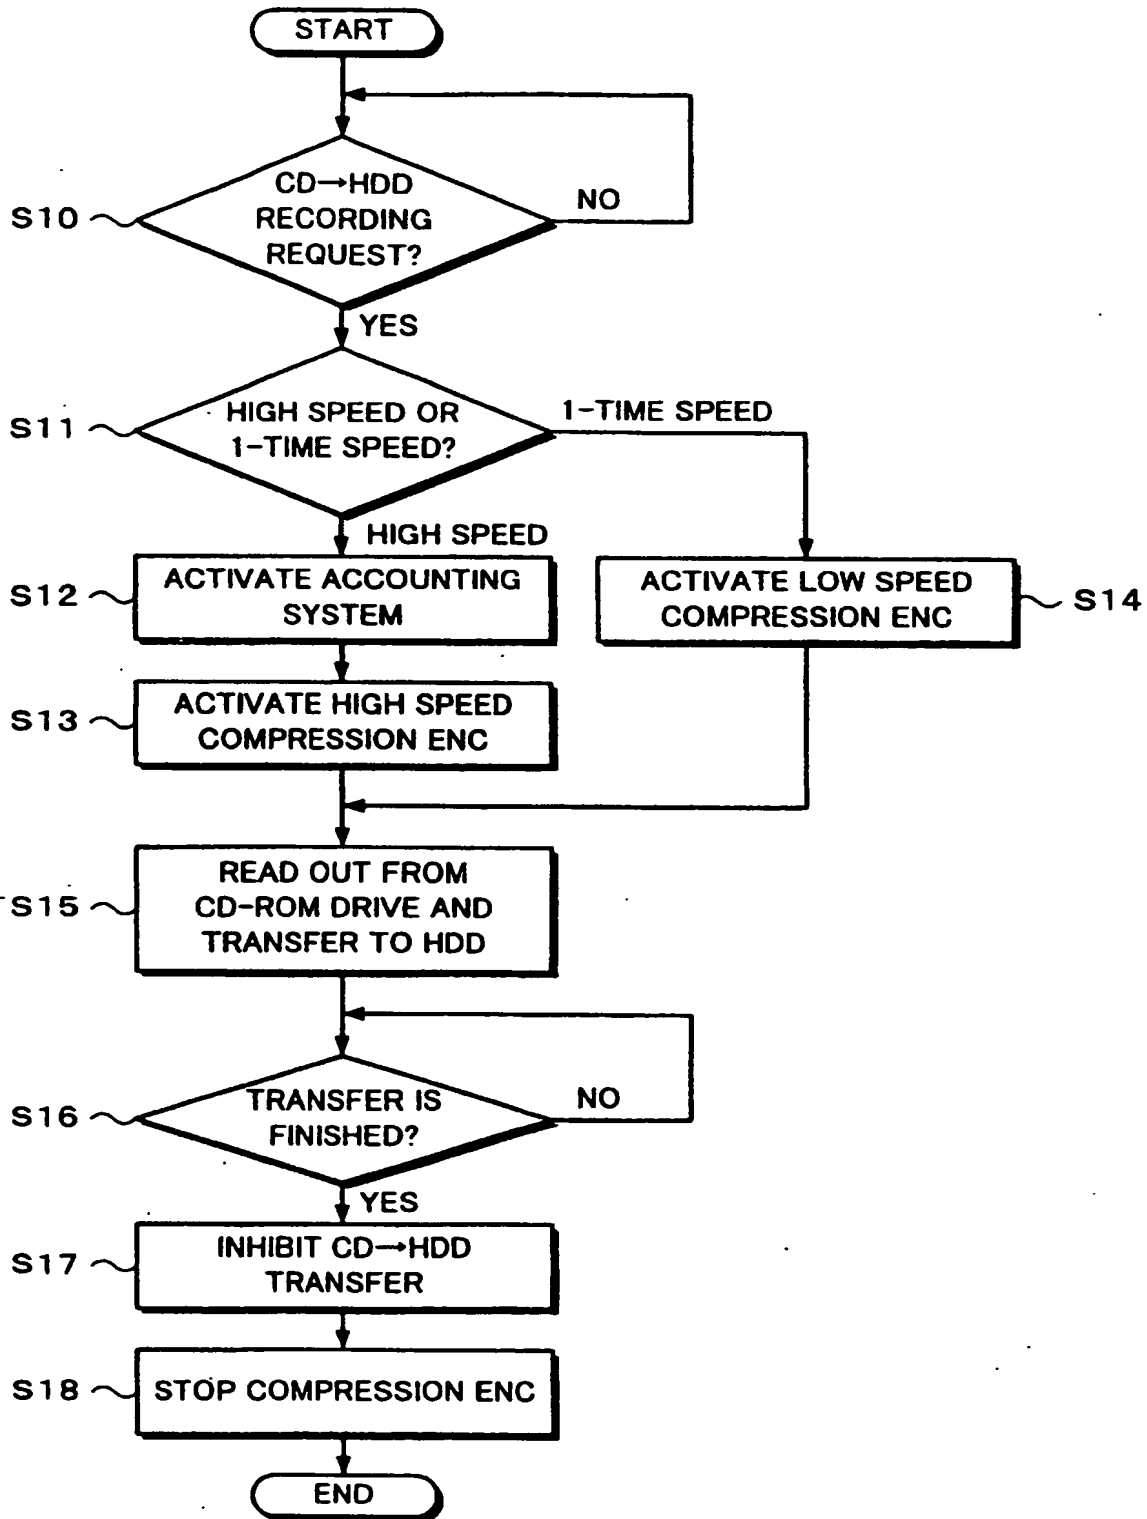 START
CD→HDD
RECORDING
REQUEST?
NO
S10
YES
HIGH SPEED OR
1-TIME SPEED?
1-TIME SPEED
S11
HIGH SPEED
ACTIVATE ACCOUNTING
SYSTEM
S12
ACTIVATE LOW SPEED
COMPRESSION ENC
S14
ACTIVATE HIGH SPEED
COMPRESSION ENC
S13
READ OUT FROM
CD-ROM DRIVE AND
TRANSFER TO HDD
S15
TRANSFER IS
FINISHED?
NO
S16
YES
INHIBIT CD→HDD
TRANSFER
S17
STOP COMPRESSION ENC
S18
END